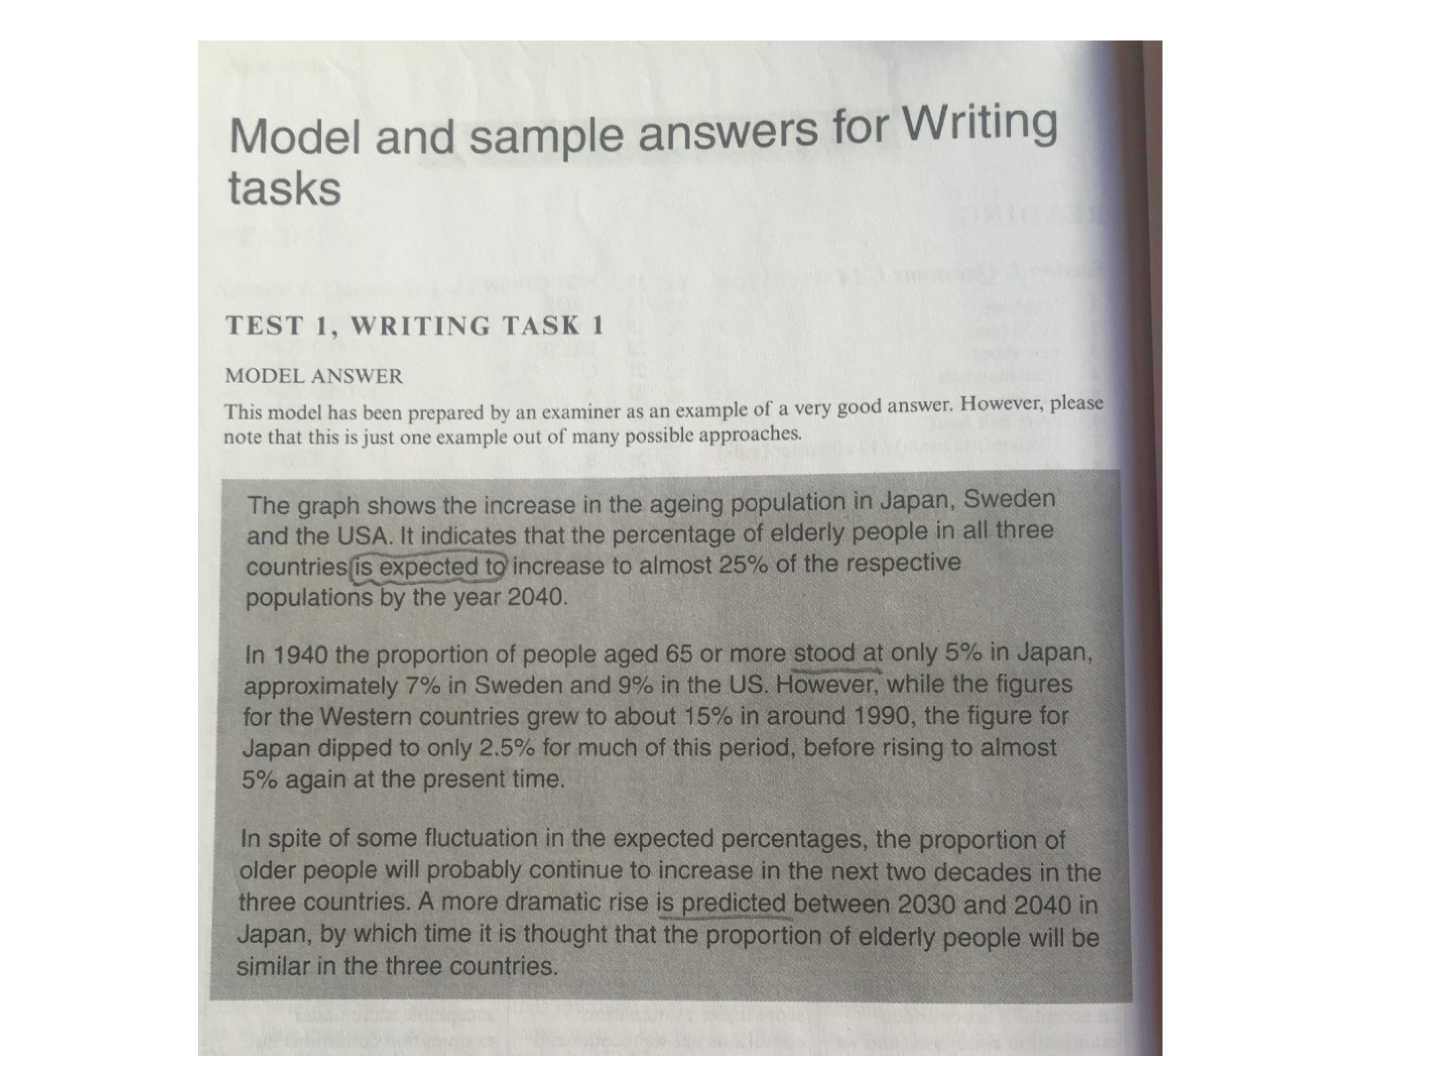 Model and sample answers for Writing
tasks
TEST 1, WRITING TASK 1
MODEL ANSWER
This model has been prepared by an examiner as an example of a very good answer. However, please
note that this is just one example out of many possible approaches.
The graph shows the increase in the ageing population in Japan, Sweden
and the USA. It indicates that the percentage of elderly people in all three
countries is expected to increase to almost 25% of the respective
populations by the year 2040.
In 1940 the proportion of people aged 65 or more stood at only 5% in Japan,
approximately 7% in Sweden and 9% in the US. However, while the figures
for the Western countries grew to about 15% in around 1990, the figure for
Japan dipped to only 2.5% for much of this period, before rising to almost
5% again at the present time.
In spite of some fluctuation in the expected percentages, the proportion of
older people will probably continue to increase in the next two decades in the
three countries. A more dramatic rise is predicted between 2030 and 2040 in
Japan, by which time it is thought that the proportion of elderly people will be
similar in the three countries.